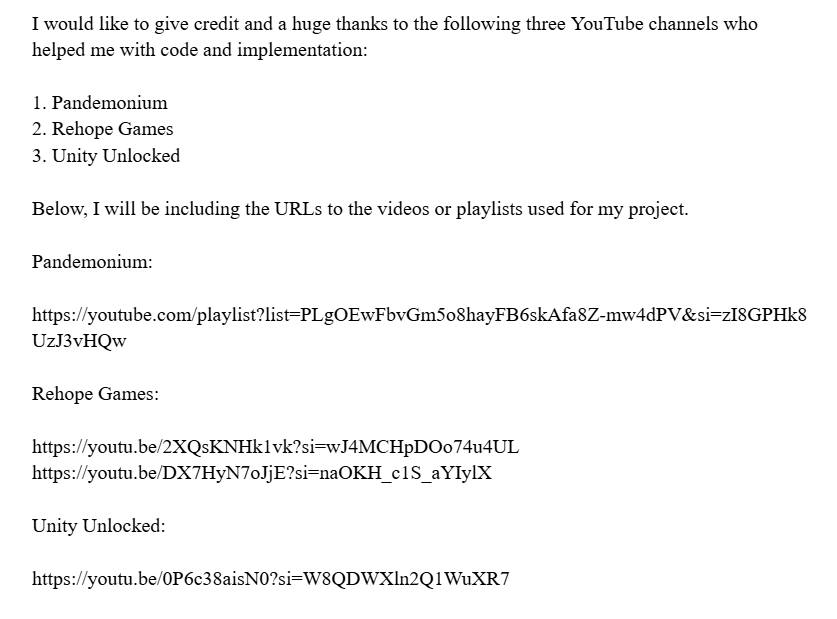 I would like to give credit and a huge thanks to the following three YouTube channels who
helped me with code and implementation:
1. Pandemonium
2. Rehope Games
3. Unity Unlocked
Below, I will be including the URLs to the videos or playlists used for my project.
Pandemonium:
https://youtube.com/playlist?list=PLgOEwFbvGm5o8hayFB6skAfa8Z-mw4dPV&si=zI8GPHk8
UzJ3vHQw
Rehope Games:
https://youtu.be/2XQsKNHk1vk?si=wJ4MCHpDOo74u4UL
https://youtu.be/DX7HyN7oJjE?si=naOKH_c1S_aYIylX
Unity Unlocked:
https://youtu.be/0P6c38aisN0?si=W8QDWXln2Q1WuXR7